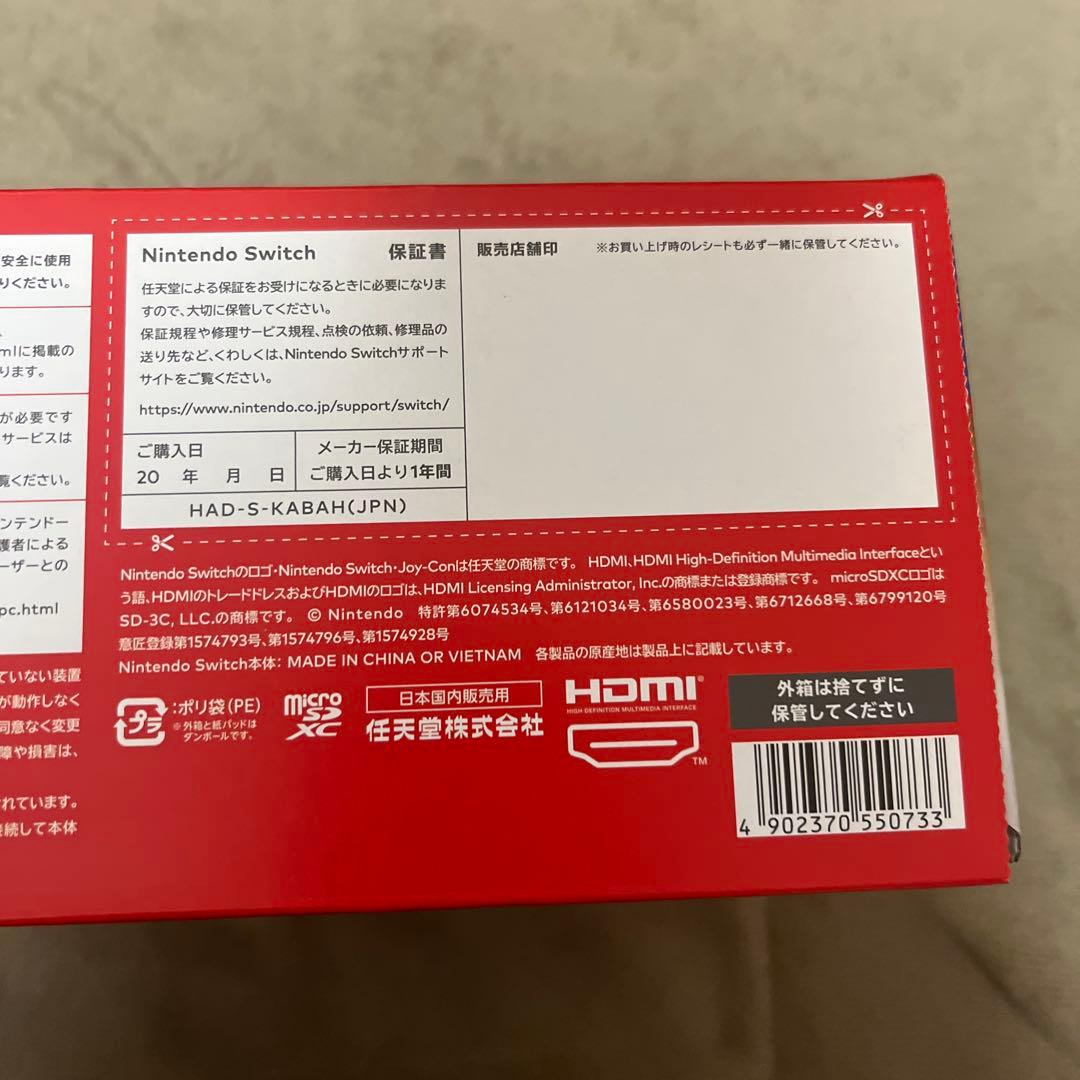 安全に使用
りください。
mlに掲載の
ります。
が必要です
サービスは
覧ください。
ンテンドー
護者による
ーザーとの
pc.html
ていない装置
が動作しなく
同意なく変更
障や損害は、
れています。
接続して本体
Nintendo Switch 保証書
任天堂による保証をお受けになるときに必要になりま
すので、大切に保管してください。
保証規程や修理サービス規程、点検の依頼、修理品の
送り先など、くわしくは、Nintendo Switchサポート
サイトをご覧ください。
https://www.nintendo.co.jp/support/switch/
ご購入日
20 年 月 日
メーカー保証期間
ご購入日より1年間
HAD-S-KABAH(JPN)
販売店舗印 ※お買い上げ時のレシートも必ず一緒に保管してください。
Nintendo Switchのロゴ・Nintendo Switch・Joy-Conは任天堂の商標です。 HDMI、HDMI High-Definition Multimedia Interfaceとい
う語、HDMIのトレードドレスおよびHDMIのロゴは、HDMI Licensing Administrator, Inc.の商標または登録商標です。 microSDXCロゴは
SD-3C, LLC.の商標です。 © Nintendo 特許第6074534号、第6121034号、第6580023号、第6712668号、第6799120号
意匠登録第1574793号、第1574796号、第1574928号
Nintendo Switch本体: MADE IN CHINA OR VIETNAM 各製品の原産地は製品上に記載しています。
プラ
:ポリ袋(PE)
※外箱と紙パッドは
ダンボールです。
micro
SD
XC
日本国内販売用
任天堂株式会社
HDMI®
HIGH-DEFINITION MULTIMEDIA INTERFACE
TM
外箱は捨てずに
保管してください
4 902370 550733